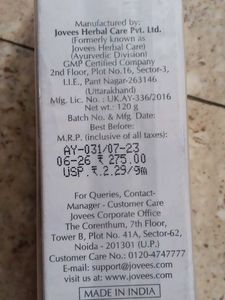 Manufactured by:
Jovees Herbal Care Pvt. Ltd.
(Formerly known as
Jovees Herbal Care)
(Ayurvedic Division)
GMP Certified Company
2nd Floor, Plot No.16, Sector-3,
I.I.E., Pant Nagar-263146
(Uttarakhand)
Mfg. Lic. No. : UK.AY-336/2016
Net wt.: 120 g
Batch No. & Mfg. Date:
Best Before:
M.R.P. (inclusive of all taxes):
AY-031/07-23
06-26 ₹ 275.00
USP.₹.2.29/9m
For Queries, Contact-
Manager - Customer Care
Jovees Corporate Office
The Corenthum, 7th Floor,
Tower B, Plot No. 41A, Sector-62,
Noida - 201301 (U.P.)
Customer Care No.: 0120-4747777
E-mail: support@jovees.com
Visit us at: www.jovees.com
MADE IN INDIA